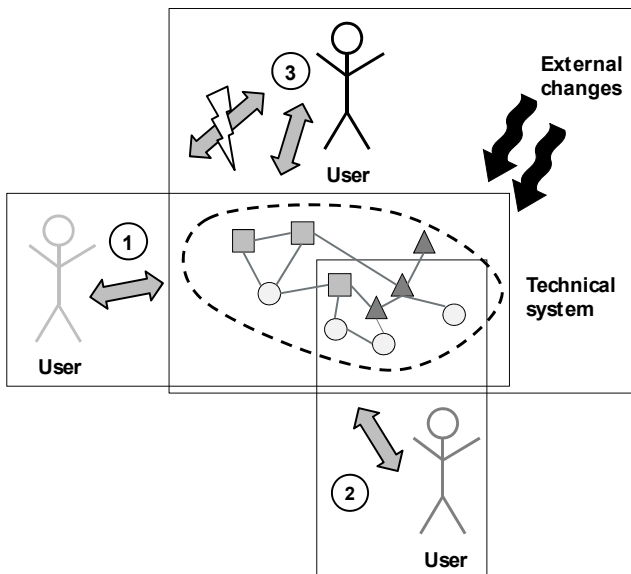 3
External
changes
User
1
User
Technical
system
2
User